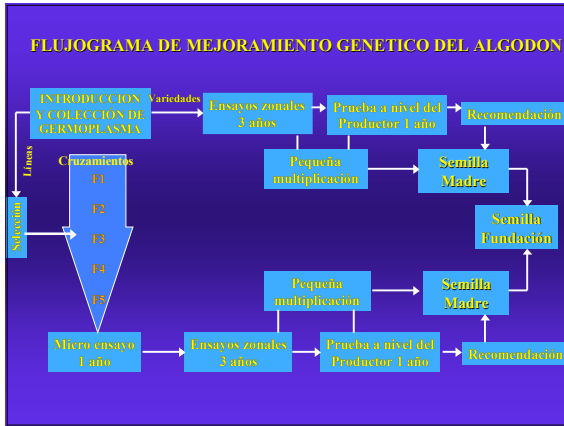 FLUJOGRAMA DE MEJORAMIENTO GENETICO DEL ALGODON
INTRODUCCION
Y COLECCION DE
GERMOPLASMA
Variedades
Ensayos zonales
3 años
Prueba a nivel del
Productor 1 año
Recomendación
Líneas
Cruzamientos
F1
F2
F3
F4
F5
Pequeña
multiplicación
Semilla
Madre
Selección
Semilla
Fundación
Pequeña
multiplicación
Semilla
Madre
Micro ensayo
1 año
Ensayos zonales
3 años
Prueba a nivel del
Productor 1 año
Recomendación